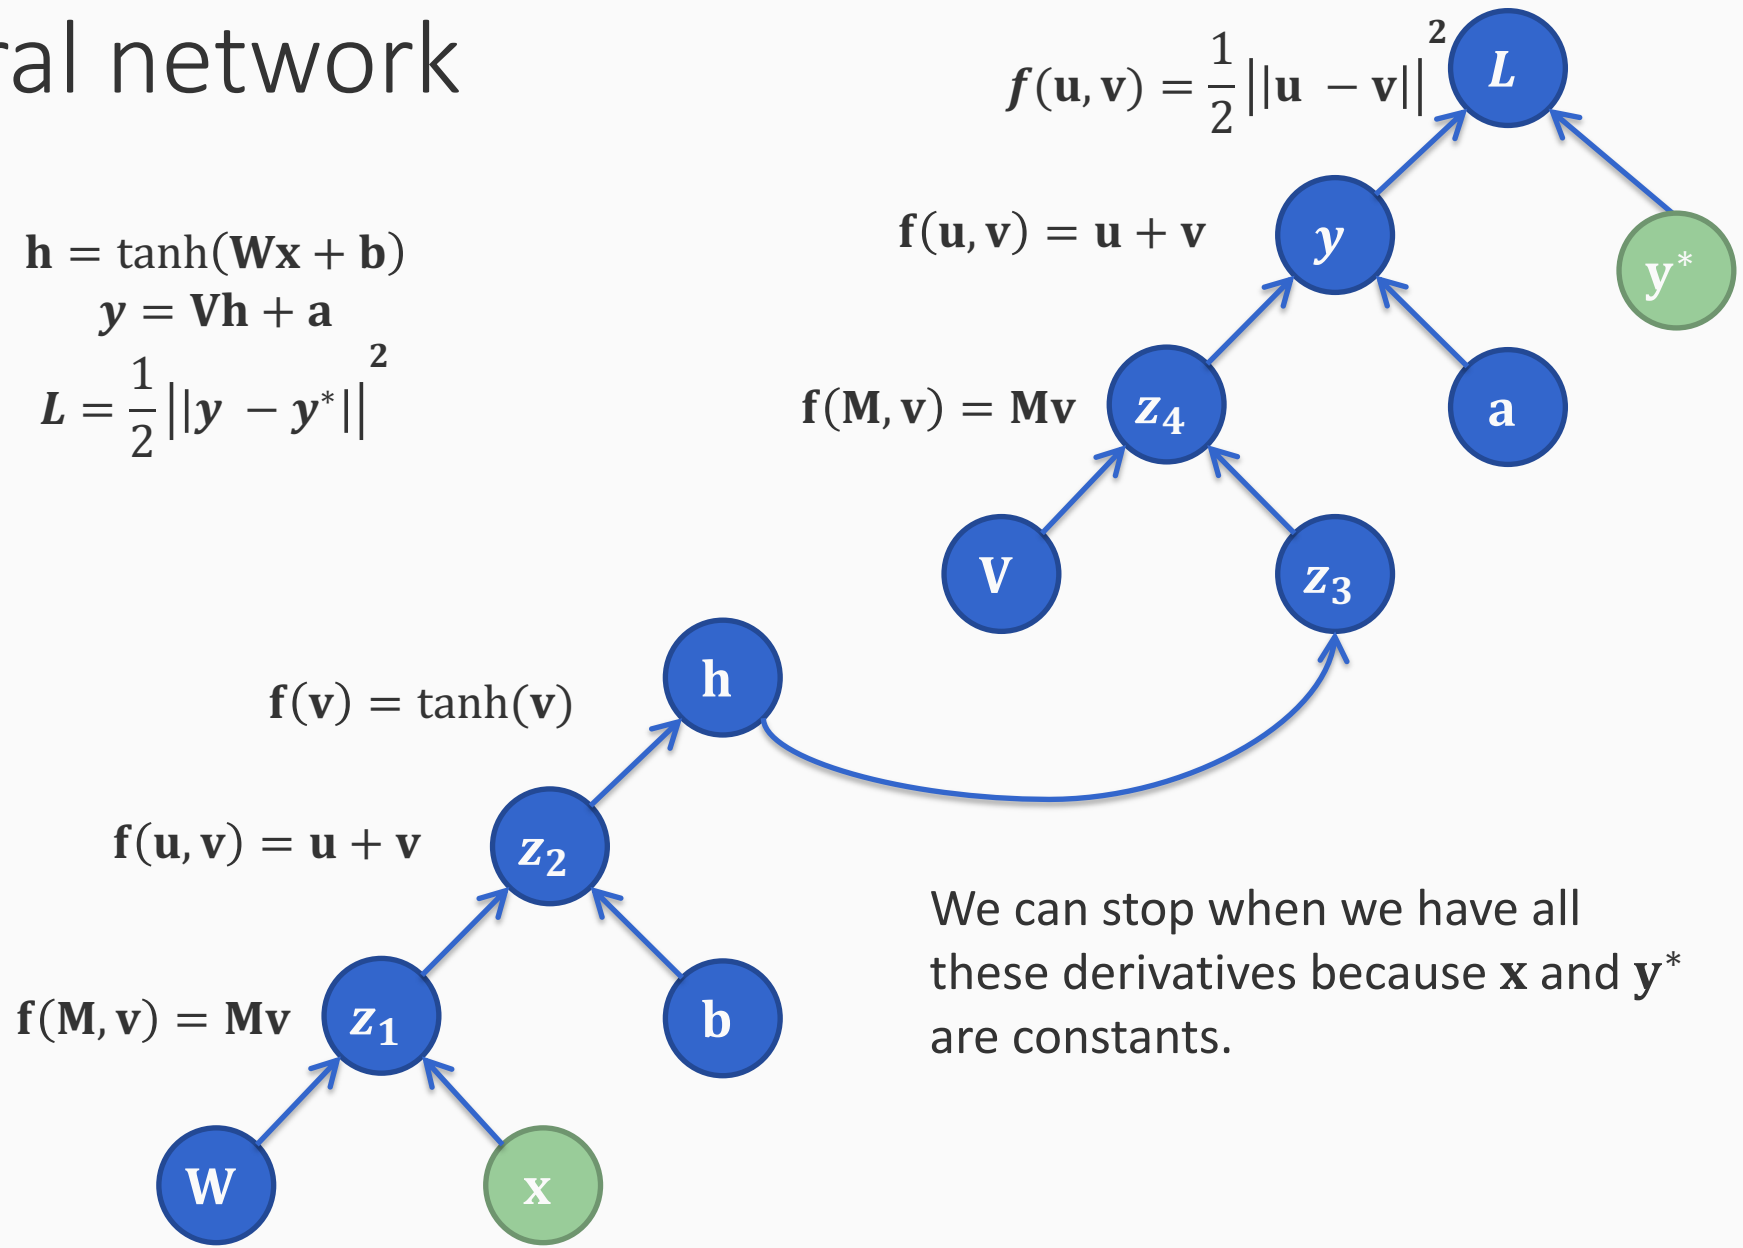 ral network
f(u, v) = 1/2 ||u − v||²
L
f(u, v) = u + v
y
y*
h = tanh(Wx + b)
y = Vh + a
L = 1/2 ||y − y*||²
f(M, v) = Mv
z₄
a
V
z₃
f(v) = tanh(v)
h
f(u, v) = u + v
z₂
We can stop when we have all
these derivatives because x and y*
are constants.
f(M, v) = Mv
z₁
b
W
x